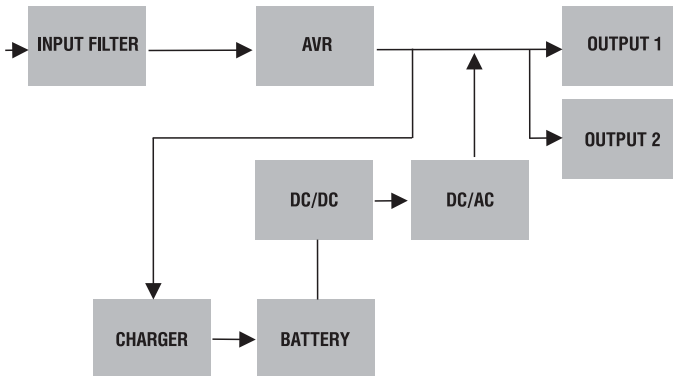 INPUT FILTER
AVR
OUTPUT 1
OUTPUT 2
DC/DC
DC/AC
CHARGER
BATTERY